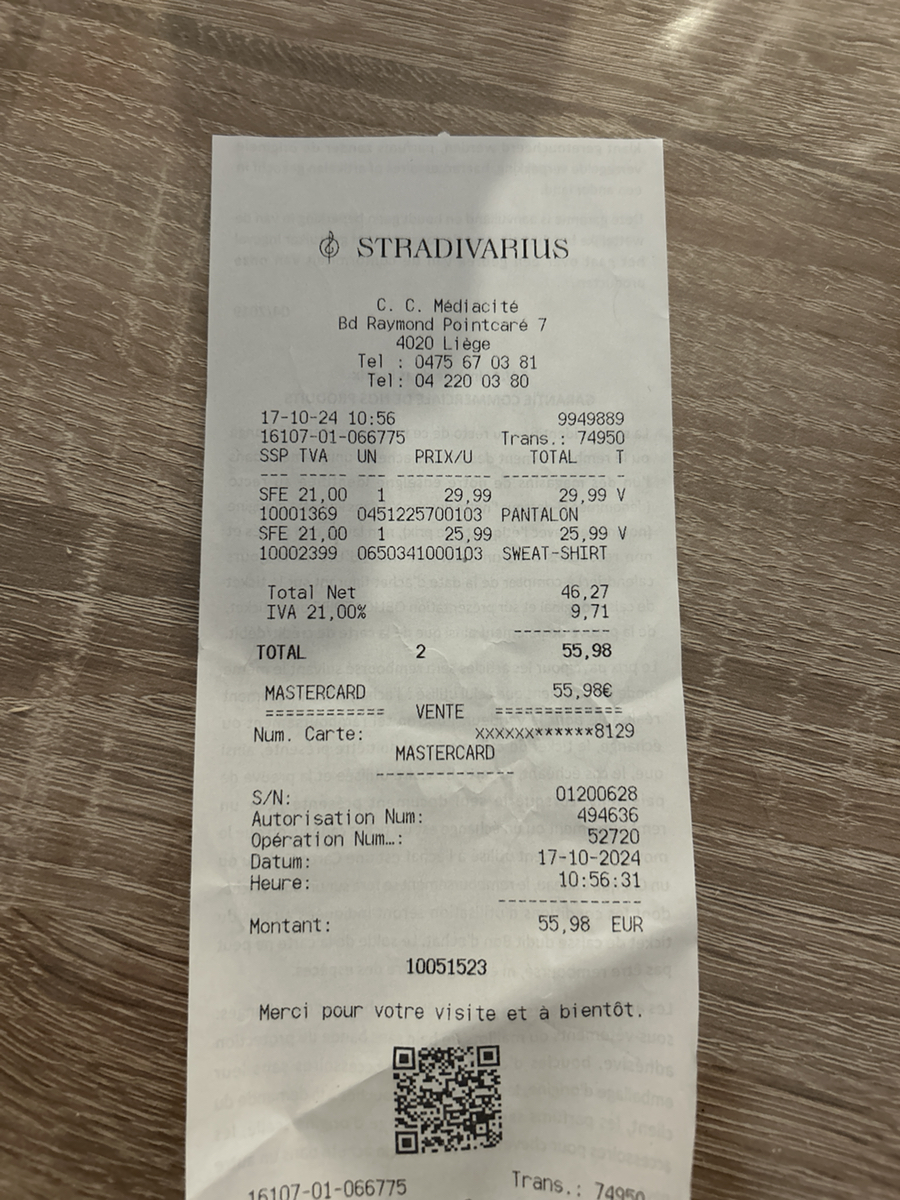 STRADIVARIUS
C. C. Médiacité
Bd Raymond Pointcaré 7
4020 Liège
Tel : 0475 67 03 81
Tel: 04 220 03 80
17-10-24 10:56 9949889
16107-01-066775 Trans.: 74950
SSP TVA UN PRIX/U TOTAL T
--- ---- ---- --------- ------------ --
SFE 21,00 1 29,99 29,99 V
10001369 0451225700103 PANTALON
SFE 21,00 1 25,99 25,99 V
10002399 0650341000103 SWEAT-SHIRT
Total Net 46,27
IVA 21,00% 9,71
------------
TOTAL 2 55,98
MASTERCARD 55,98€
============ VENTE ============
Num. Carte: xxxxxx******8129
MASTERCARD
---------------
S/N: 01200628
Autorisation Num: 494636
Opération Num…: 52720
Datum: 17-10-2024
Heure: 10:56:31
---------------
Montant: 55,98 EUR
10051523
Merci pour votre visite et à bientôt.
16107-01-066775 Trans.: 74950